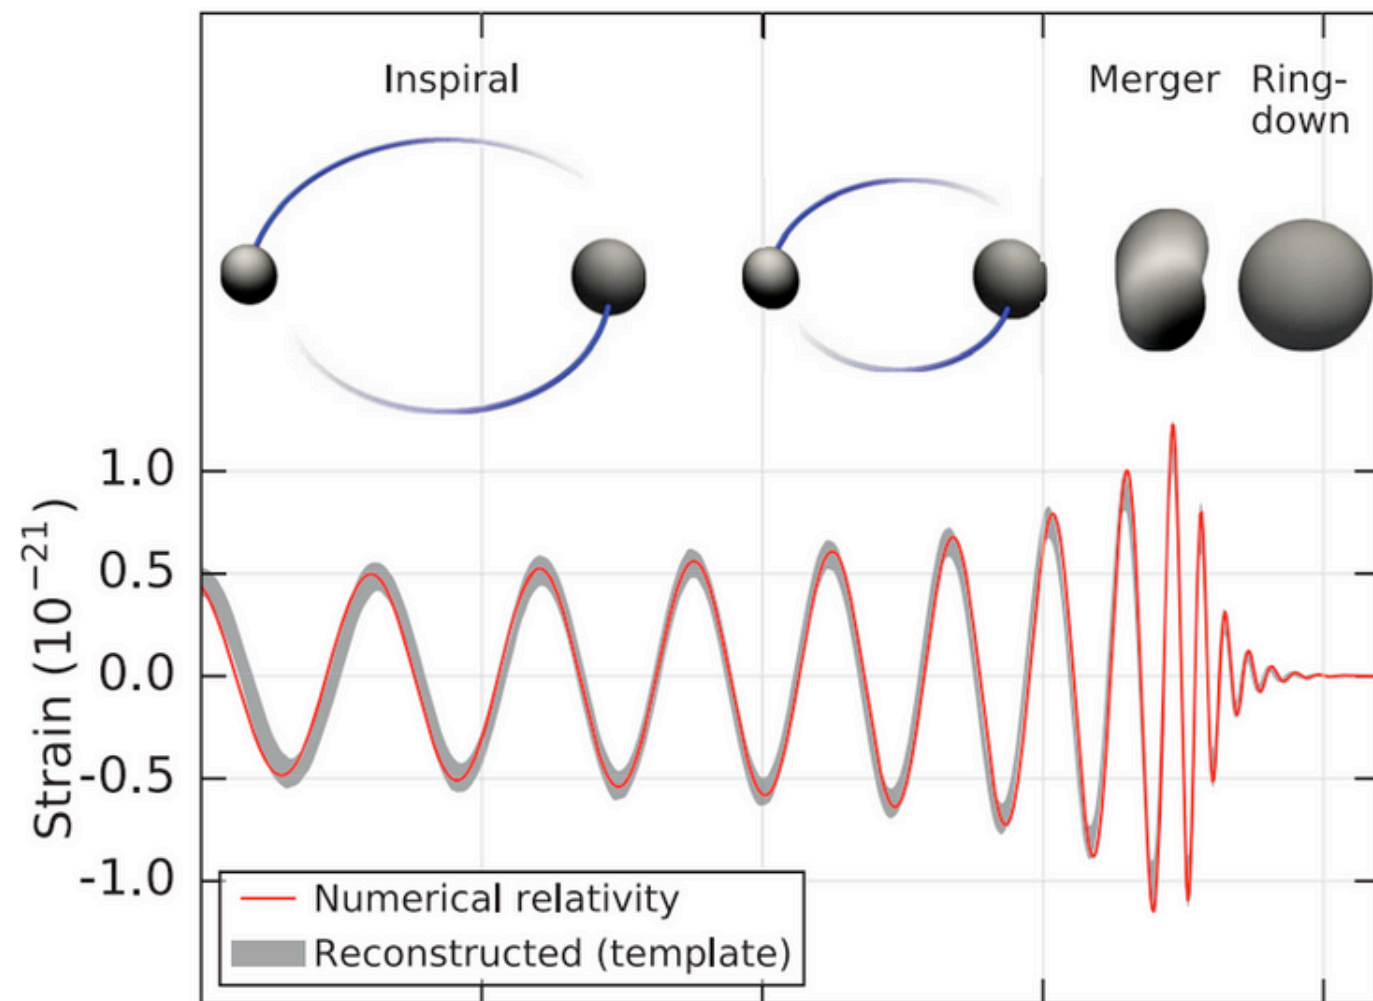 Inspiral
Merger
Ring-
down
1.0
0.5
0.0
-0.5
-1.0
Strain (10⁻²¹)
Numerical relativity
Reconstructed (template)